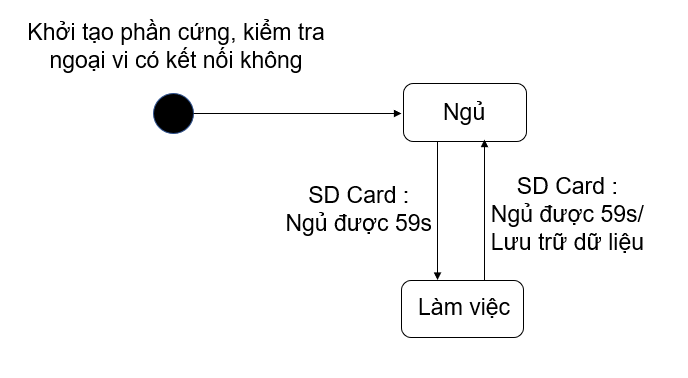 Khởi tạo phần cứng, kiểm tra
ngoại vi có kết nối không
Ngủ
SD Card :
Ngủ được 59s
SD Card :
Ngủ được 59s/
Lưu trữ dữ liệu
Làm việc